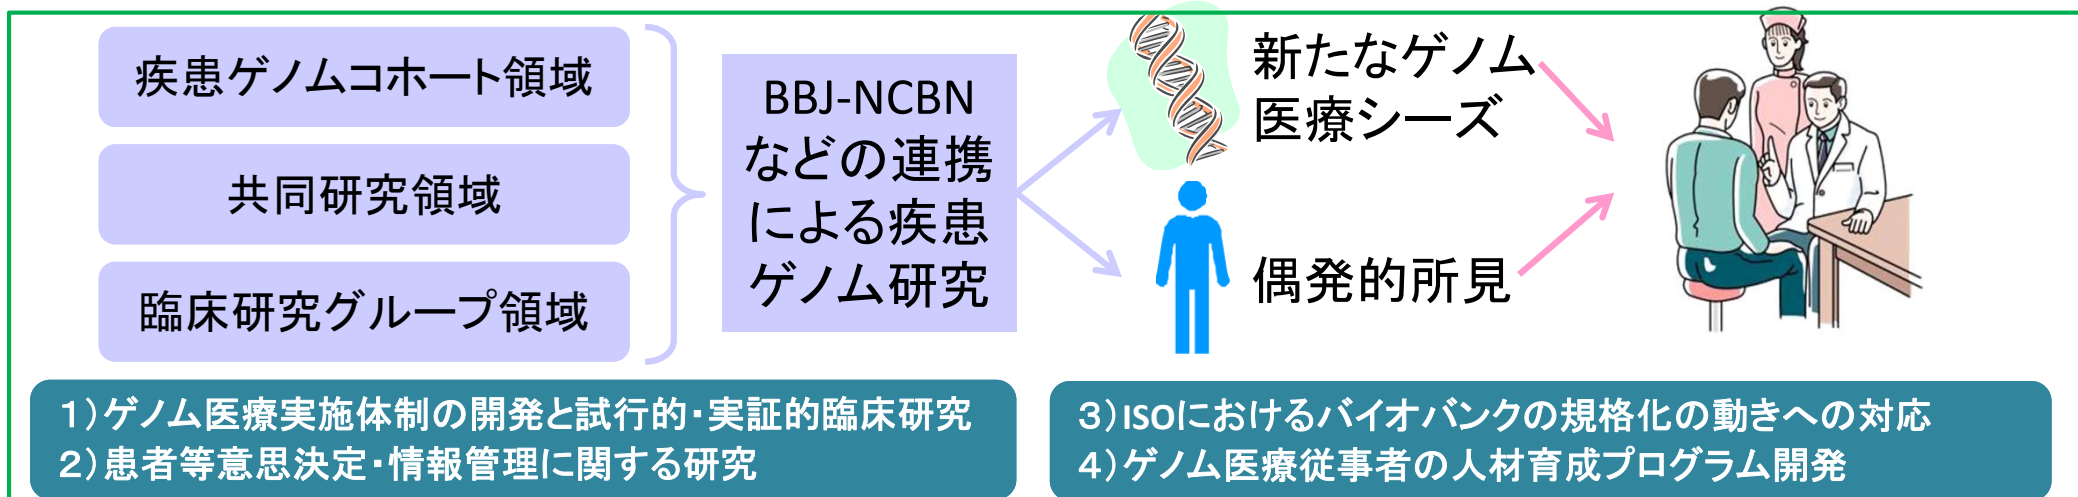 疾患ゲノムコホート領域
共同研究領域
臨床研究グループ領域
BBJ-NCBN
などの連携
による疾患
ゲノム研究
新たなゲノム
医療シーズ
偶発的所見
1)ゲノム医療実施体制の開発と試行的・実証的臨床研究
2)患者等意思決定・情報管理に関する研究
3)ISOにおけるバイオバンクの規格化の動きへの対応
4)ゲノム医療従事者の人材育成プログラム開発